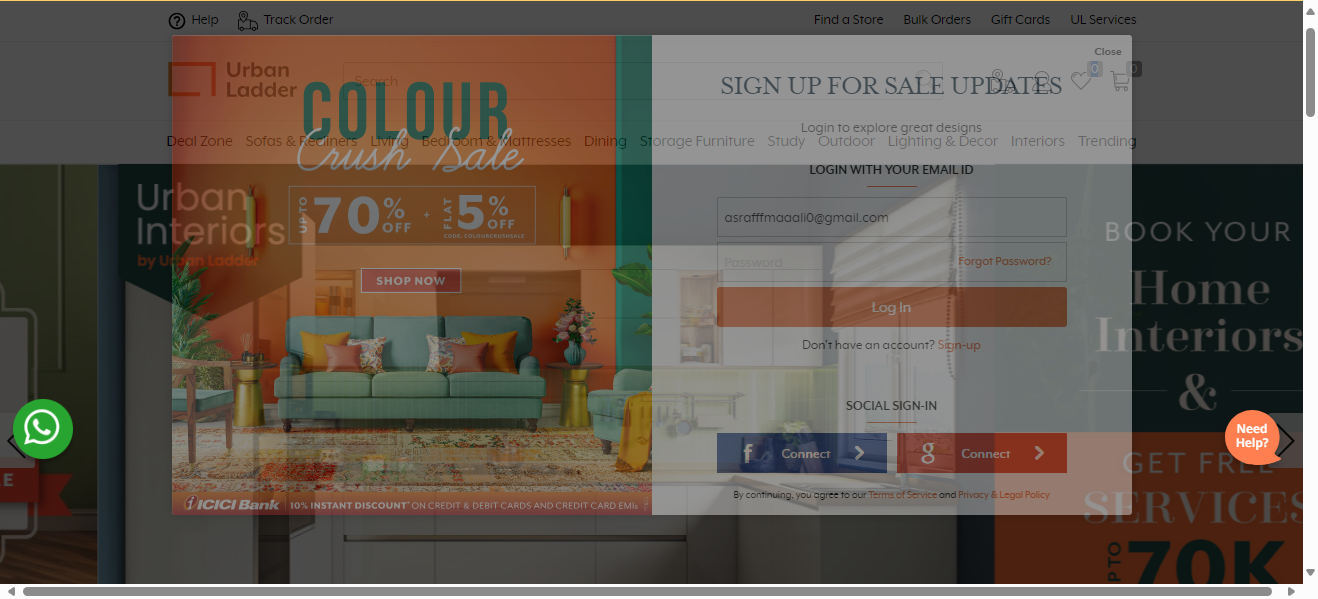 Help
Track Order
Find a Store
Bulk Orders
Gift Cards
UL Services
Close
Urban
Ladder
Search
0
0
Deal Zone
Sofas & Recliners
Living
Bedroom & Mattresses
Dining
Storage Furniture
Study
Outdoor
Lighting & Decor
Interiors
Trending
COLOUR
Crush Sale
UP TO 70% OFF + FLAT 5% OFF
CODE: COLOURCRUSHSALE
SHOP NOW
ICICI Bank
10% INSTANT DISCOUNT* ON CREDIT & DEBIT CARDS AND CREDIT CARD EMIs
SIGN UP FOR SALE UPDATES
Login to explore great designs
LOGIN WITH YOUR EMAIL ID
asrafffmaaali0@gmail.com
Password
Forgot Password?
Log In
Don't have an account? Sign-up
SOCIAL SIGN-IN
f Connect
g Connect
By continuing, you agree to our Terms of Service and Privacy & Legal Policy
Urban
Interiors
by Urban Ladder
BOOK YOUR
Home
Interiors
&
GET FREE
SERVICES
UP TO 70K
Need
Help?